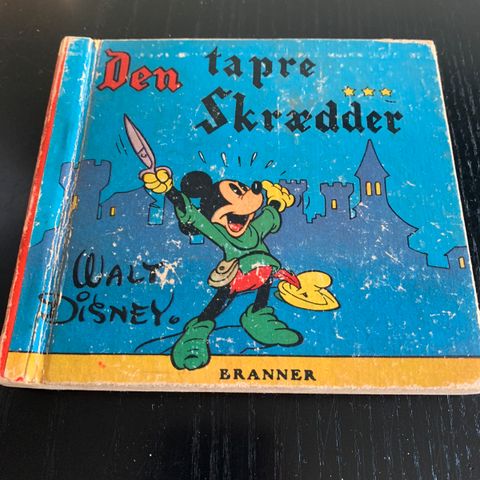 Den tapre
Skrædder
WALT
DISNEY.
BRANNER